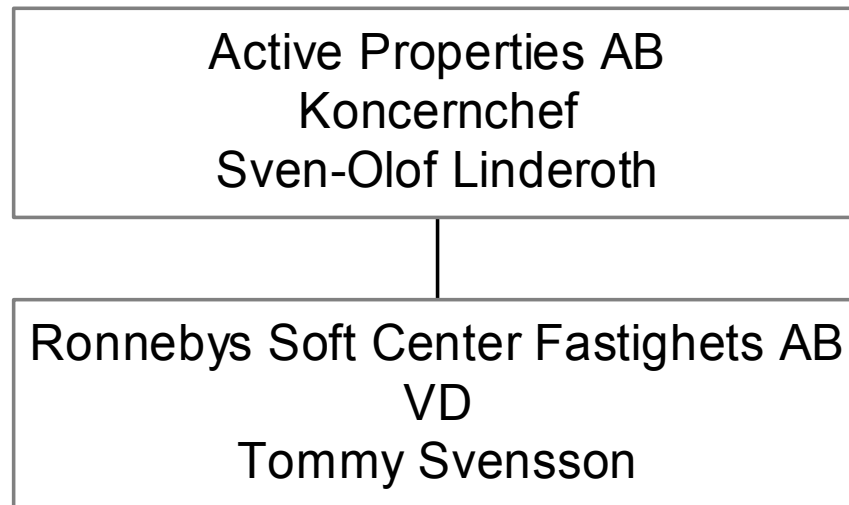 Active Properties AB
Koncernchef
Sven-Olof Linderoth
Ronnebys Soft Center Fastighets AB
VD
Tommy Svensson